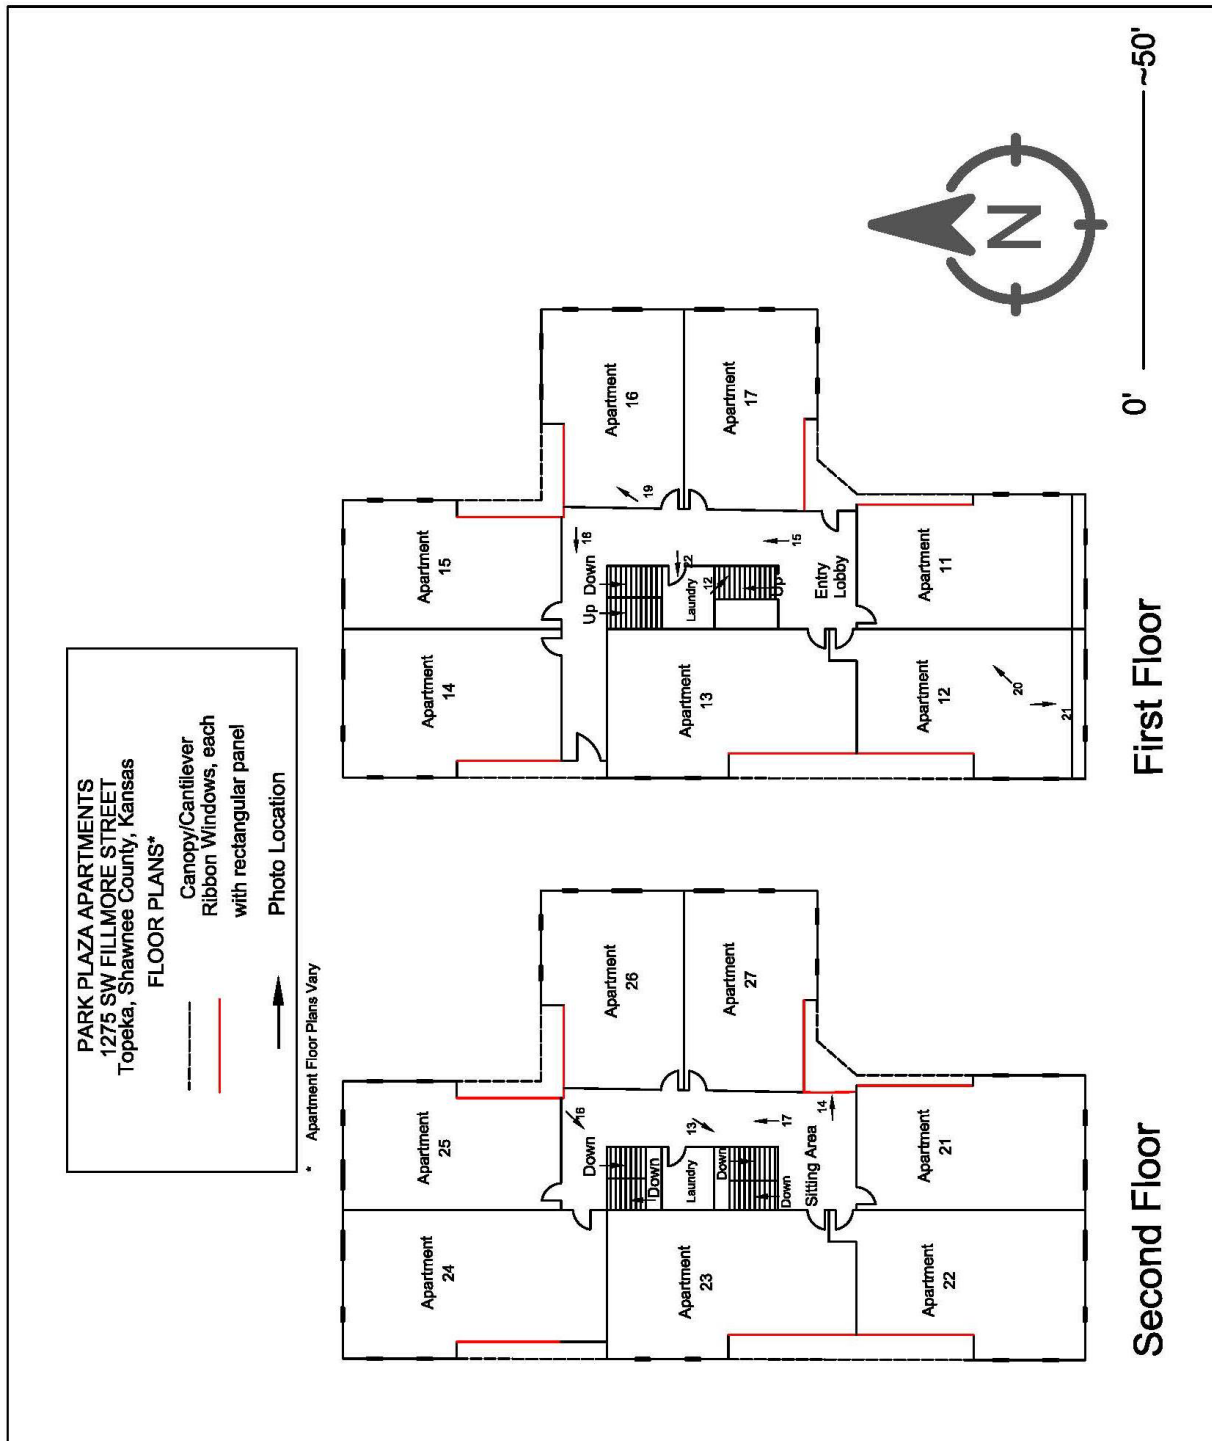 PARK PLAZA APARTMENTS
1275 SW FILLMORE STREET
Topeka, Shawnee County, Kansas
FLOOR PLANS*
Canopy/Cantilever
Ribbon Windows, each
with rectangular panel
Photo Location
* Apartment Floor Plans Vary
Apartment
24
Apartment
25
Down
Down
16
Apartment
26
Apartment
23
Laundry
13
Apartment
27
Down
Down
17
Sitting Area
14
Apartment
22
Apartment
21
Second Floor
Apartment
14
Apartment
15
Up Down
18
Apartment
16
19
Apartment
13
Laundry
22
12
Apartment
17
Up
15
Entry
Lobby
Apartment
12
Apartment
11
20
21
First Floor
N
0' ~50'